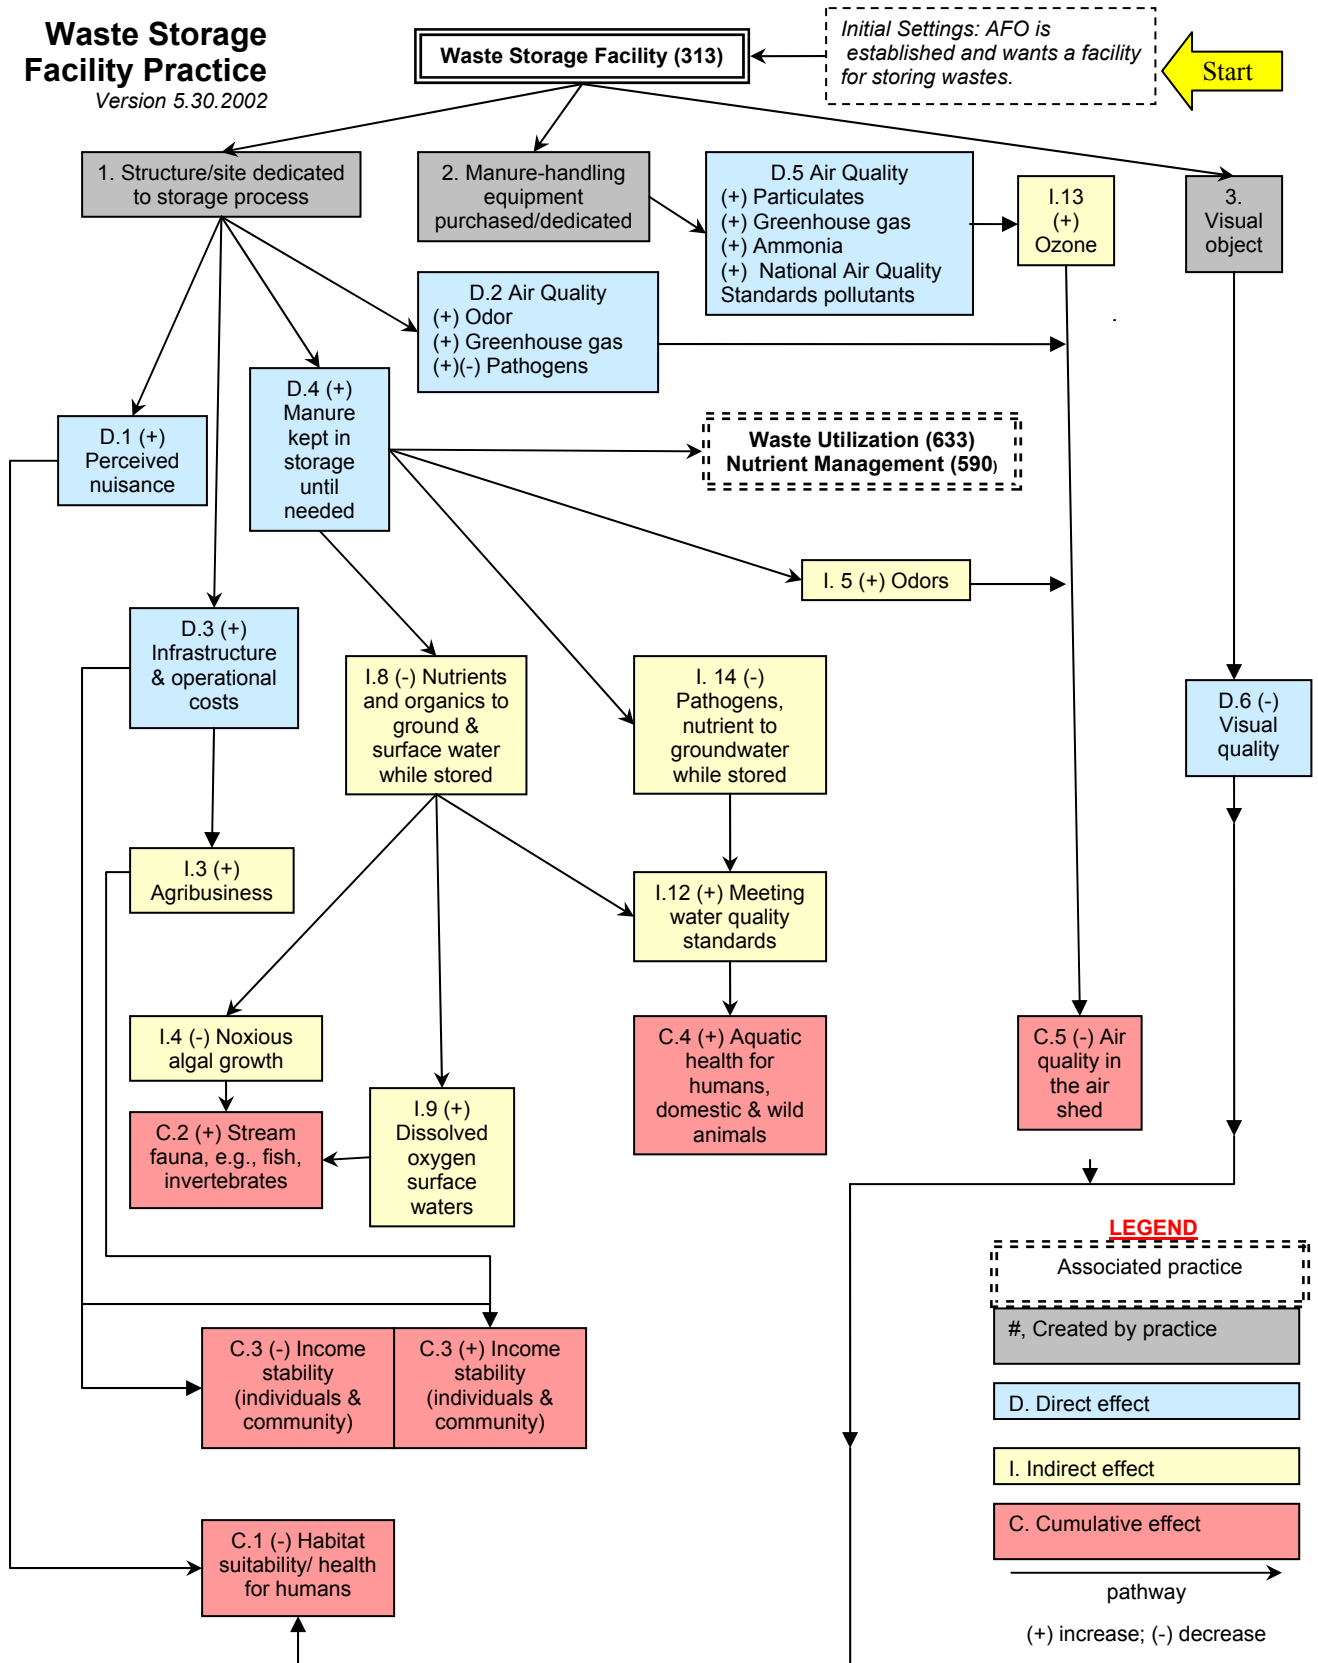 Waste Storage
Facility Practice
Version 5.30.2002
Waste Storage Facility (313)
Initial Settings: AFO is
established and wants a facility
for storing wastes.
Start
1. Structure/site dedicated
to storage process
2. Manure-handling
equipment
purchased/dedicated
D.5 Air Quality
(+) Particulates
(+) Greenhouse gas
(+) Ammonia
(+) National Air Quality
Standards pollutants
I.13
(+)
Ozone
3.
Visual
object
D.2 Air Quality
(+) Odor
(+) Greenhouse gas
(+)(-) Pathogens
D.4 (+)
Manure
kept in
storage
until
needed
D.1 (+)
Perceived
nuisance
Waste Utilization (633)
Nutrient Management (590)
I. 5 (+) Odors
D.3 (+)
Infrastructure
& operational
costs
I.8 (-) Nutrients
and organics to
ground &
surface water
while stored
I. 14 (-)
Pathogens,
nutrient to
groundwater
while stored
D.6 (-)
Visual
quality
I.3 (+)
Agribusiness
I.12 (+) Meeting
water quality
standards
I.4 (-) Noxious
algal growth
C.4 (+) Aquatic
health for
humans,
domestic & wild
animals
C.5 (-) Air
quality in
the air
shed
I.9 (+)
Dissolved
oxygen
surface
waters
C.2 (+) Stream
fauna, e.g., fish,
invertebrates
C.3 (-) Income
stability
(individuals &
community)
C.3 (+) Income
stability
(individuals &
community)
C.1 (-) Habitat
suitability/ health
for humans
LEGEND
Associated practice
#, Created by practice
D. Direct effect
I. Indirect effect
C. Cumulative effect
pathway
(+) increase; (-) decrease